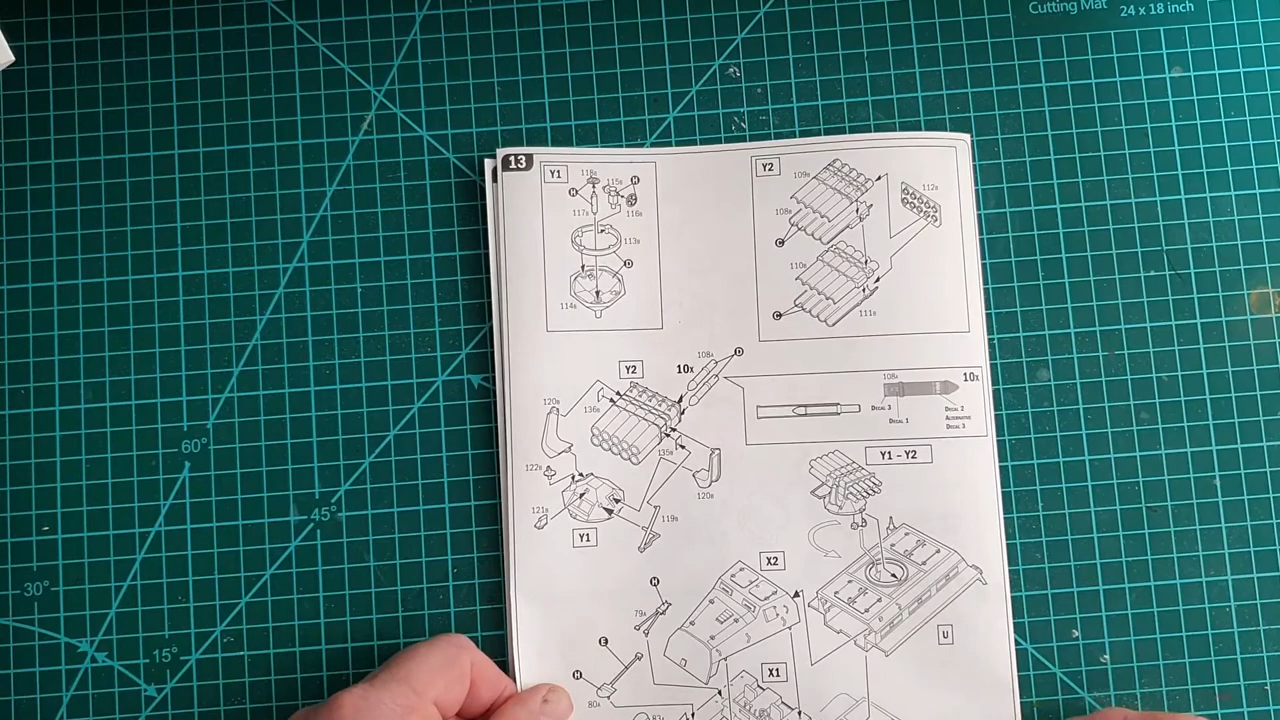 Cutting Mat 24 x 18 inch
13
Y1
118B
115B
H
H
117B
116B
113B
D
114B
Y2
109B
112B
108B
C
110B
C
111B
Y2
10X
108A
D
120B
136B
135B
122B
120B
121B
119B
Y1
108A
10X
DECAL 3
DECAL 1
DECAL 2
ALTERNATIVE
DECAL 3
Y1 – Y2
X2
H
79A
E
H
80A
X1
U
83A
60°
45°
30°
15°